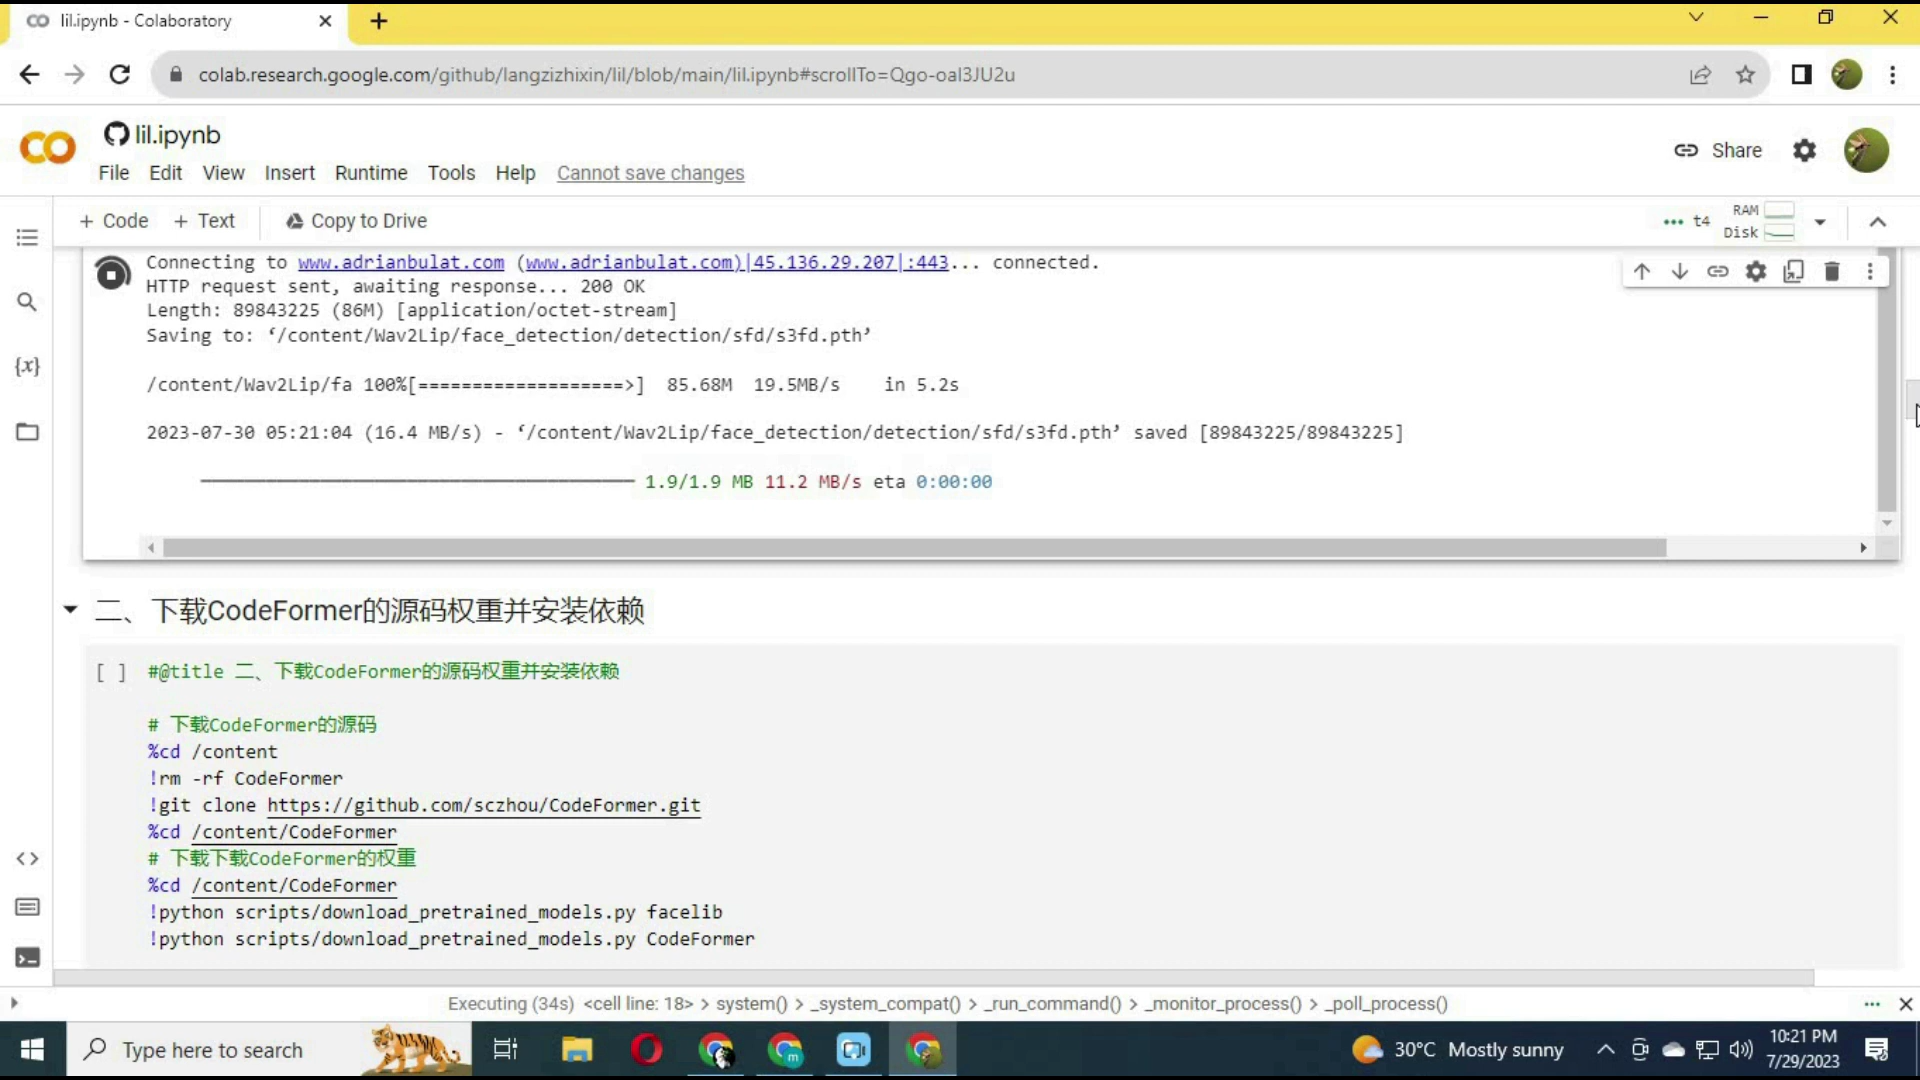 lil.ipynb - Colaboratory
colab.research.google.com/github/langzizhixin/lil/blob/main/lil.ipynb#scrollTo=Qgo-oal3JU2u
CO
lil.ipynb
File Edit View Insert Runtime Tools Help Cannot save changes
Share
+ Code + Text Copy to Drive
t4 RAM Disk
Connecting to www.adrianbulat.com (www.adrianbulat.com)|45.136.29.207|:443... connected.
HTTP request sent, awaiting response... 200 OK
Length: 89843225 (86M) [application/octet-stream]
Saving to: ‘/content/Wav2Lip/face_detection/detection/sfd/s3fd.pth’
/content/Wav2Lip/fa 100%[===================>] 85.68M 19.5MB/s in 5.2s
2023-07-30 05:21:04 (16.4 MB/s) - ‘/content/Wav2Lip/face_detection/detection/sfd/s3fd.pth’ saved [89843225/89843225]
1.9/1.9 MB 11.2 MB/s eta 0:00:00
二、下载CodeFormer的源码权重并安装依赖
[ ] #@title 二、下载CodeFormer的源码权重并安装依赖
# 下载CodeFormer的源码
%cd /content
!rm -rf CodeFormer
!git clone https://github.com/sczhou/CodeFormer.git
%cd /content/CodeFormer
# 下载下载CodeFormer的权重
%cd /content/CodeFormer
!python scripts/download_pretrained_models.py facelib
!python scripts/download_pretrained_models.py CodeFormer
Executing (34s) <cell line: 18> > system() > _system_compat() > _run_command() > _monitor_process() > _poll_process()
Type here to search
30°C Mostly sunny
10:21 PM
7/29/2023